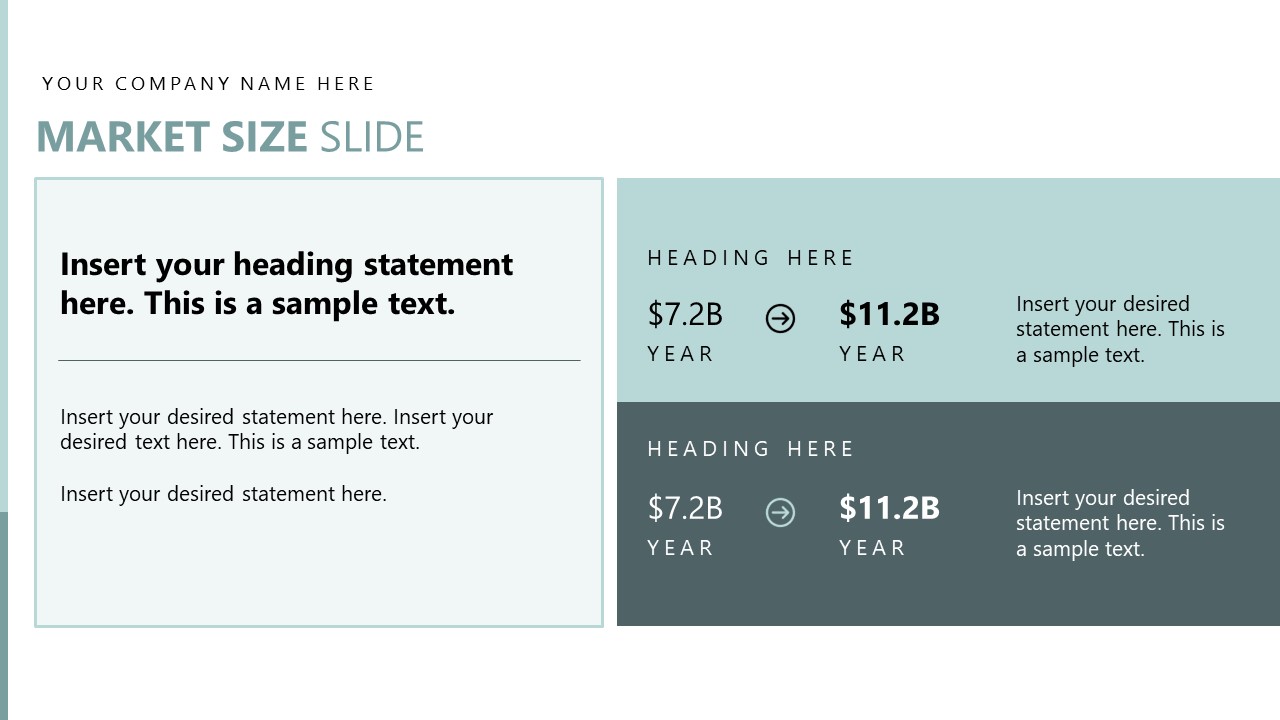 YOUR COMPANY NAME HERE
MARKET SIZE SLIDE
Insert your heading statement
here. This is a sample text.
Insert your desired statement here. Insert your
desired text here. This is a sample text.
Insert your desired statement here.
HEADING HERE
$7.2B
YEAR
$11.2B
YEAR
Insert your desired
statement here. This is
a sample text.
HEADING HERE
$7.2B
YEAR
$11.2B
YEAR
Insert your desired
statement here. This is
a sample text.